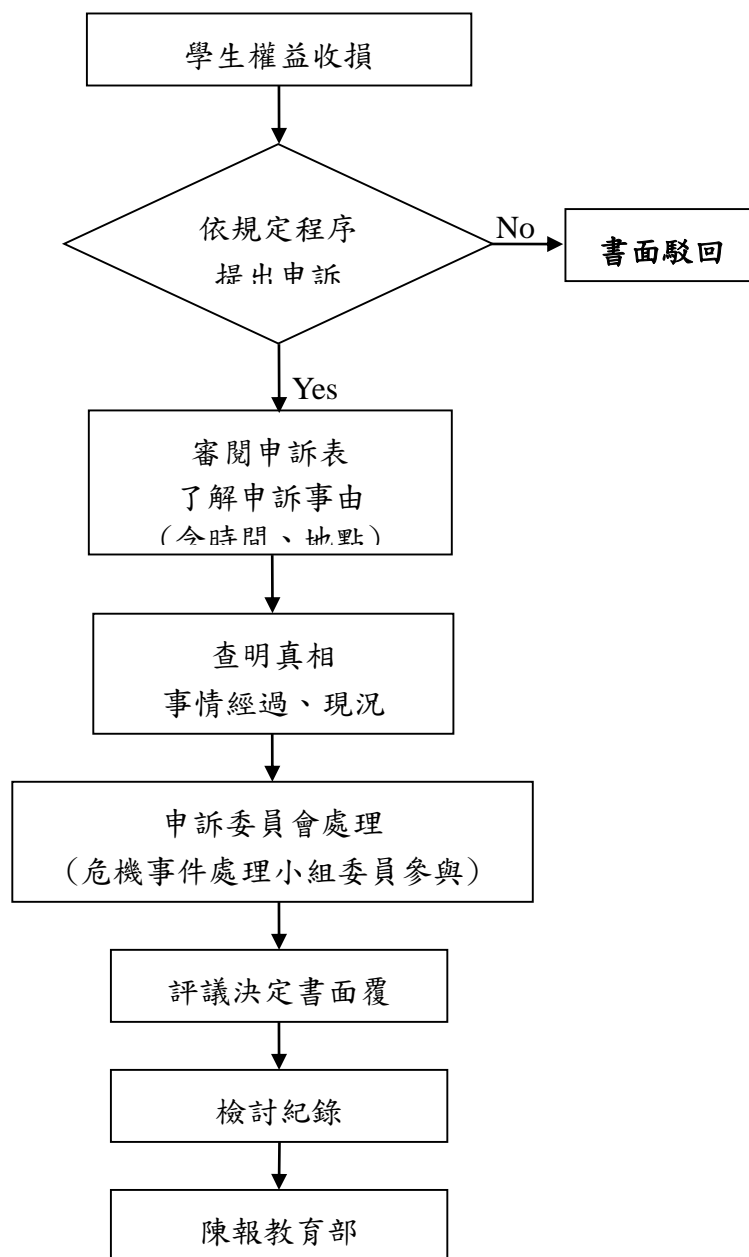 學生權益收損
依規定程序
提出申訴
No
書面駁回
Yes
審閱申訴表
了解申訴事由
（含時間、地點）
查明真相
事情經過、現況
申訴委員會處理
（危機事件處理小組委員參與）
評議決定書面覆
檢討紀錄
陳報教育部